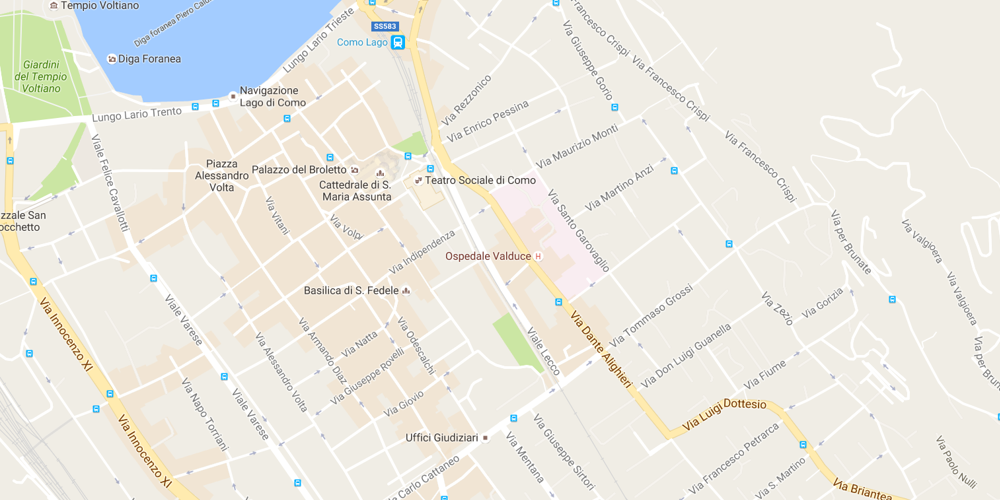 Tempio Voltiano
Diga foranea Piero
SS583
Lungo Lario Trieste
Como Lago
Diga Foranea
Giardini
del Tempio
Voltiano
Navigazione
Lago di Como
Lungo Lario Trento
Via Rezzonico
Via Giuseppe Gorio
Via Francesco Crispi
Via Francesco Crispi
Via Enrico Pessina
Via Maurizio Monti
Via Francesco Crispi
Viale Felice Cavallotti
Piazza
Alessandro
Volta
Palazzo del Broletto
Cattedrale di S.
Maria Assunta
Teatro Sociale di Como
Via Martino Anzi
Via Santo Garovaglio
San
occhetto
Via Vitani
Via Volpi
Via Indipendenza
Ospedale Valduce
H
Via per Brunate
Via Valgioera
Via Valgioera
Basilica di S. Fedele
Viale Varese
Via Innocenzo XI
Via Tommaso Grossi
Via Zezio
Via Gorizia
Via Dante Alighieri
Viale Lecco
Via Natta
Via Odescalchi
Via Armando Diaz
Via Alessandro Volta
Via Giuseppe Rovelli
Via Don Luigi Guanella
Via Fiume
Via per Brunate
Via Giovio
Via Napo Torriani
Viale Varese
Via Innocenzo XI
Via Luigi Dottesio
Uffici Giudiziari
Via Carlo Cattaneo
Via Mentana
Via Giuseppe Sirtori
Via Francesco Petrarca
Via S. Martino
Via Briantea
Via Paolo Nulli